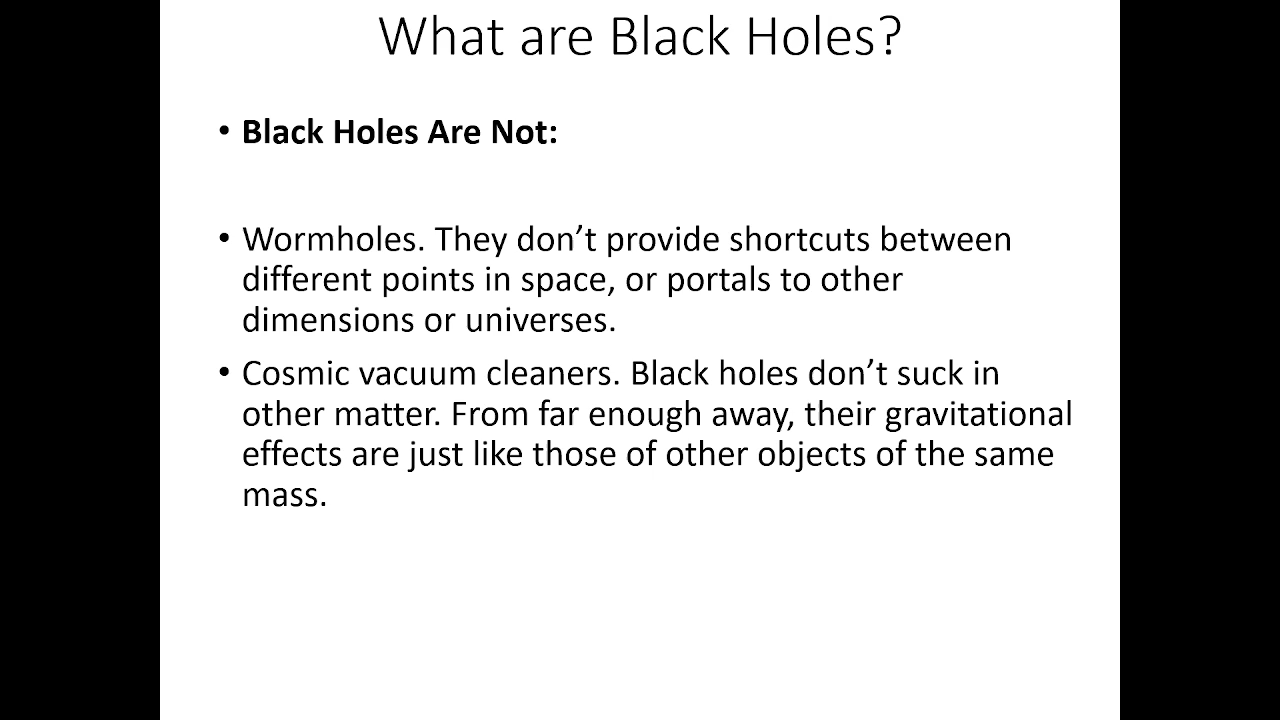 What are Black Holes?
• Black Holes Are Not:
• Wormholes. They don’t provide shortcuts between
different points in space, or portals to other
dimensions or universes.
• Cosmic vacuum cleaners. Black holes don’t suck in
other matter. From far enough away, their gravitational
effects are just like those of other objects of the same
mass.